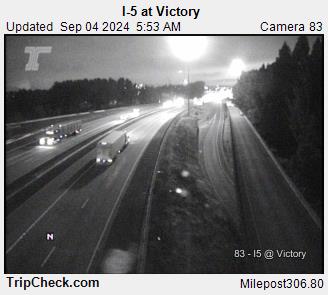 I-5 at Victory
Updated Sep 04 2024 5:53 AM Camera 83
T
N
83 - I5 @ Victory
TripCheck.com Milepost306.80